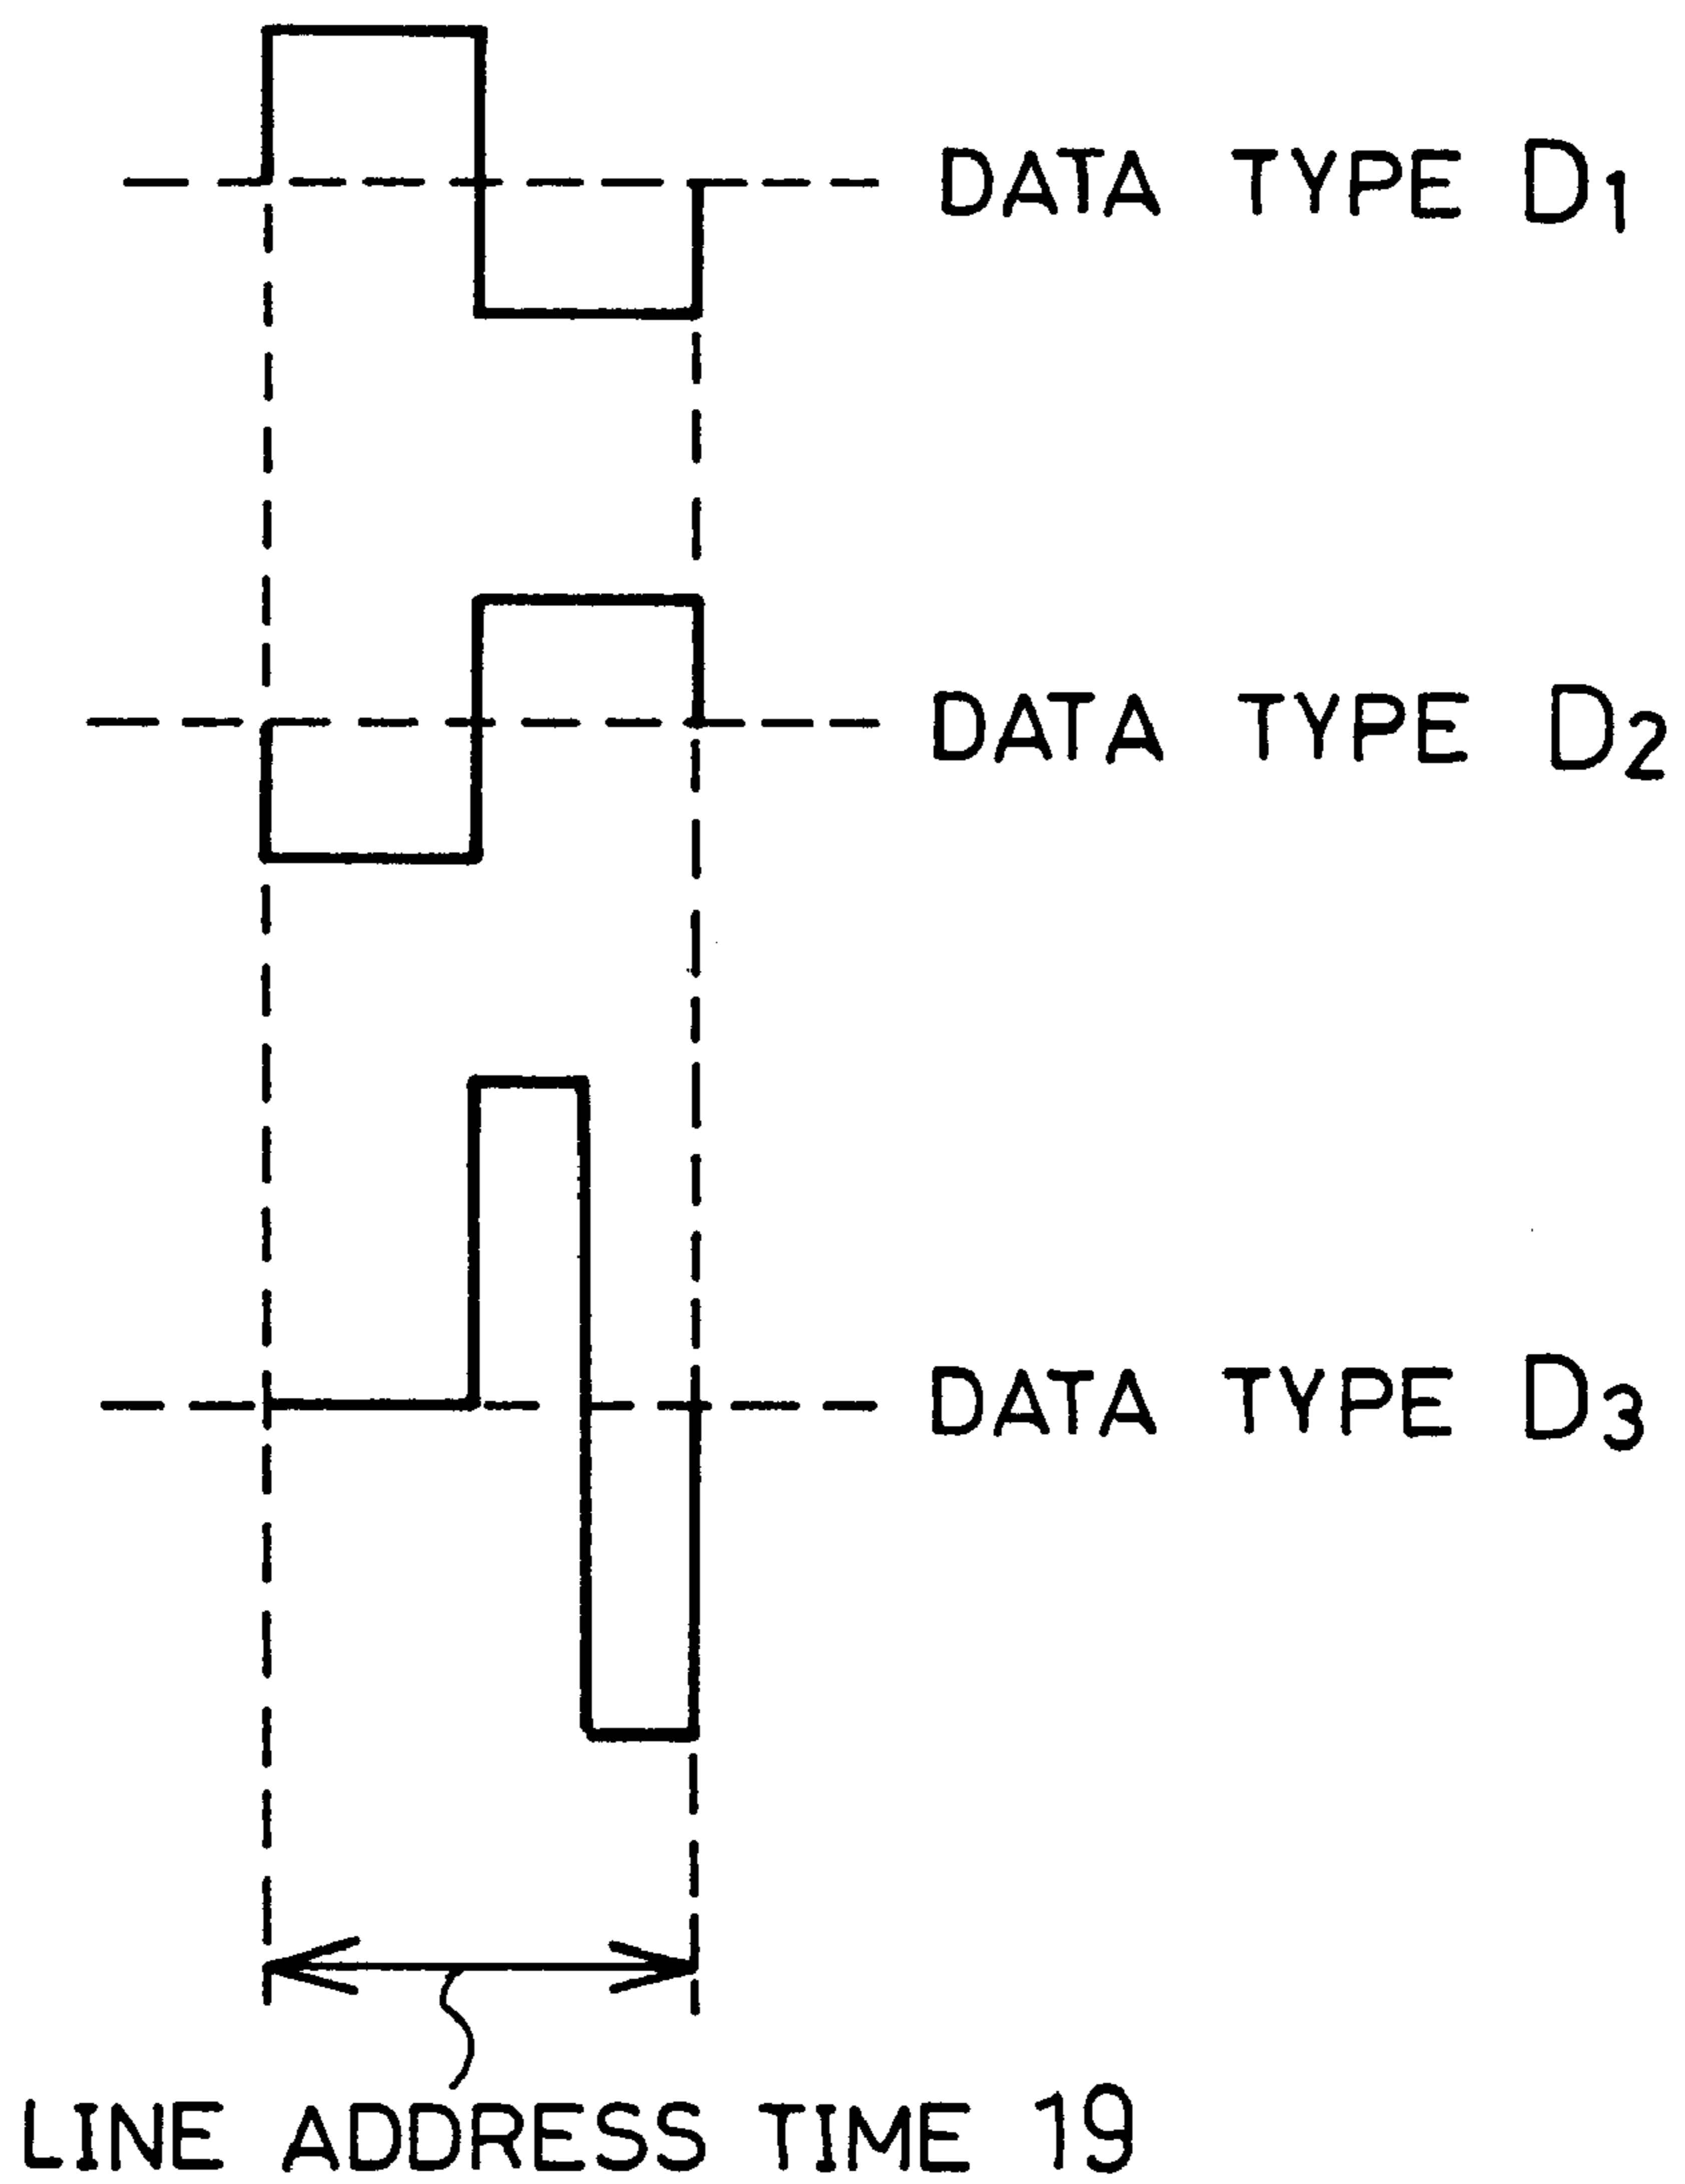 DATA TYPE D1
DATA TYPE D2
DATA TYPE D3
LINE ADDRESS TIME 19